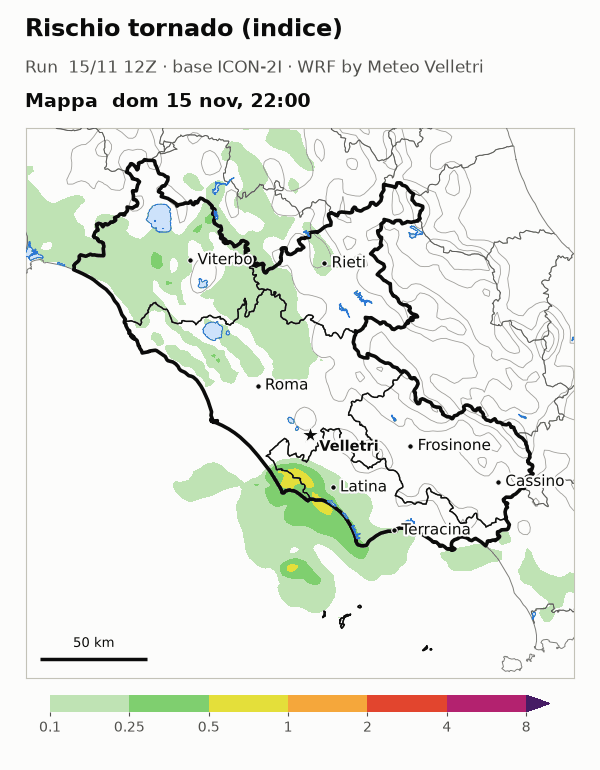 Rischio tornado (indice)
Run  15/11 12Z · base ICON-2I · WRF by Meteo Velletri
Mappa  dom 15 nov, 22:00
Viterbo
Rieti
Roma
Velletri
Frosinone
Cassino
Latina
Terracina
50 km
0.1 0.25 0.5 1 2 4 8